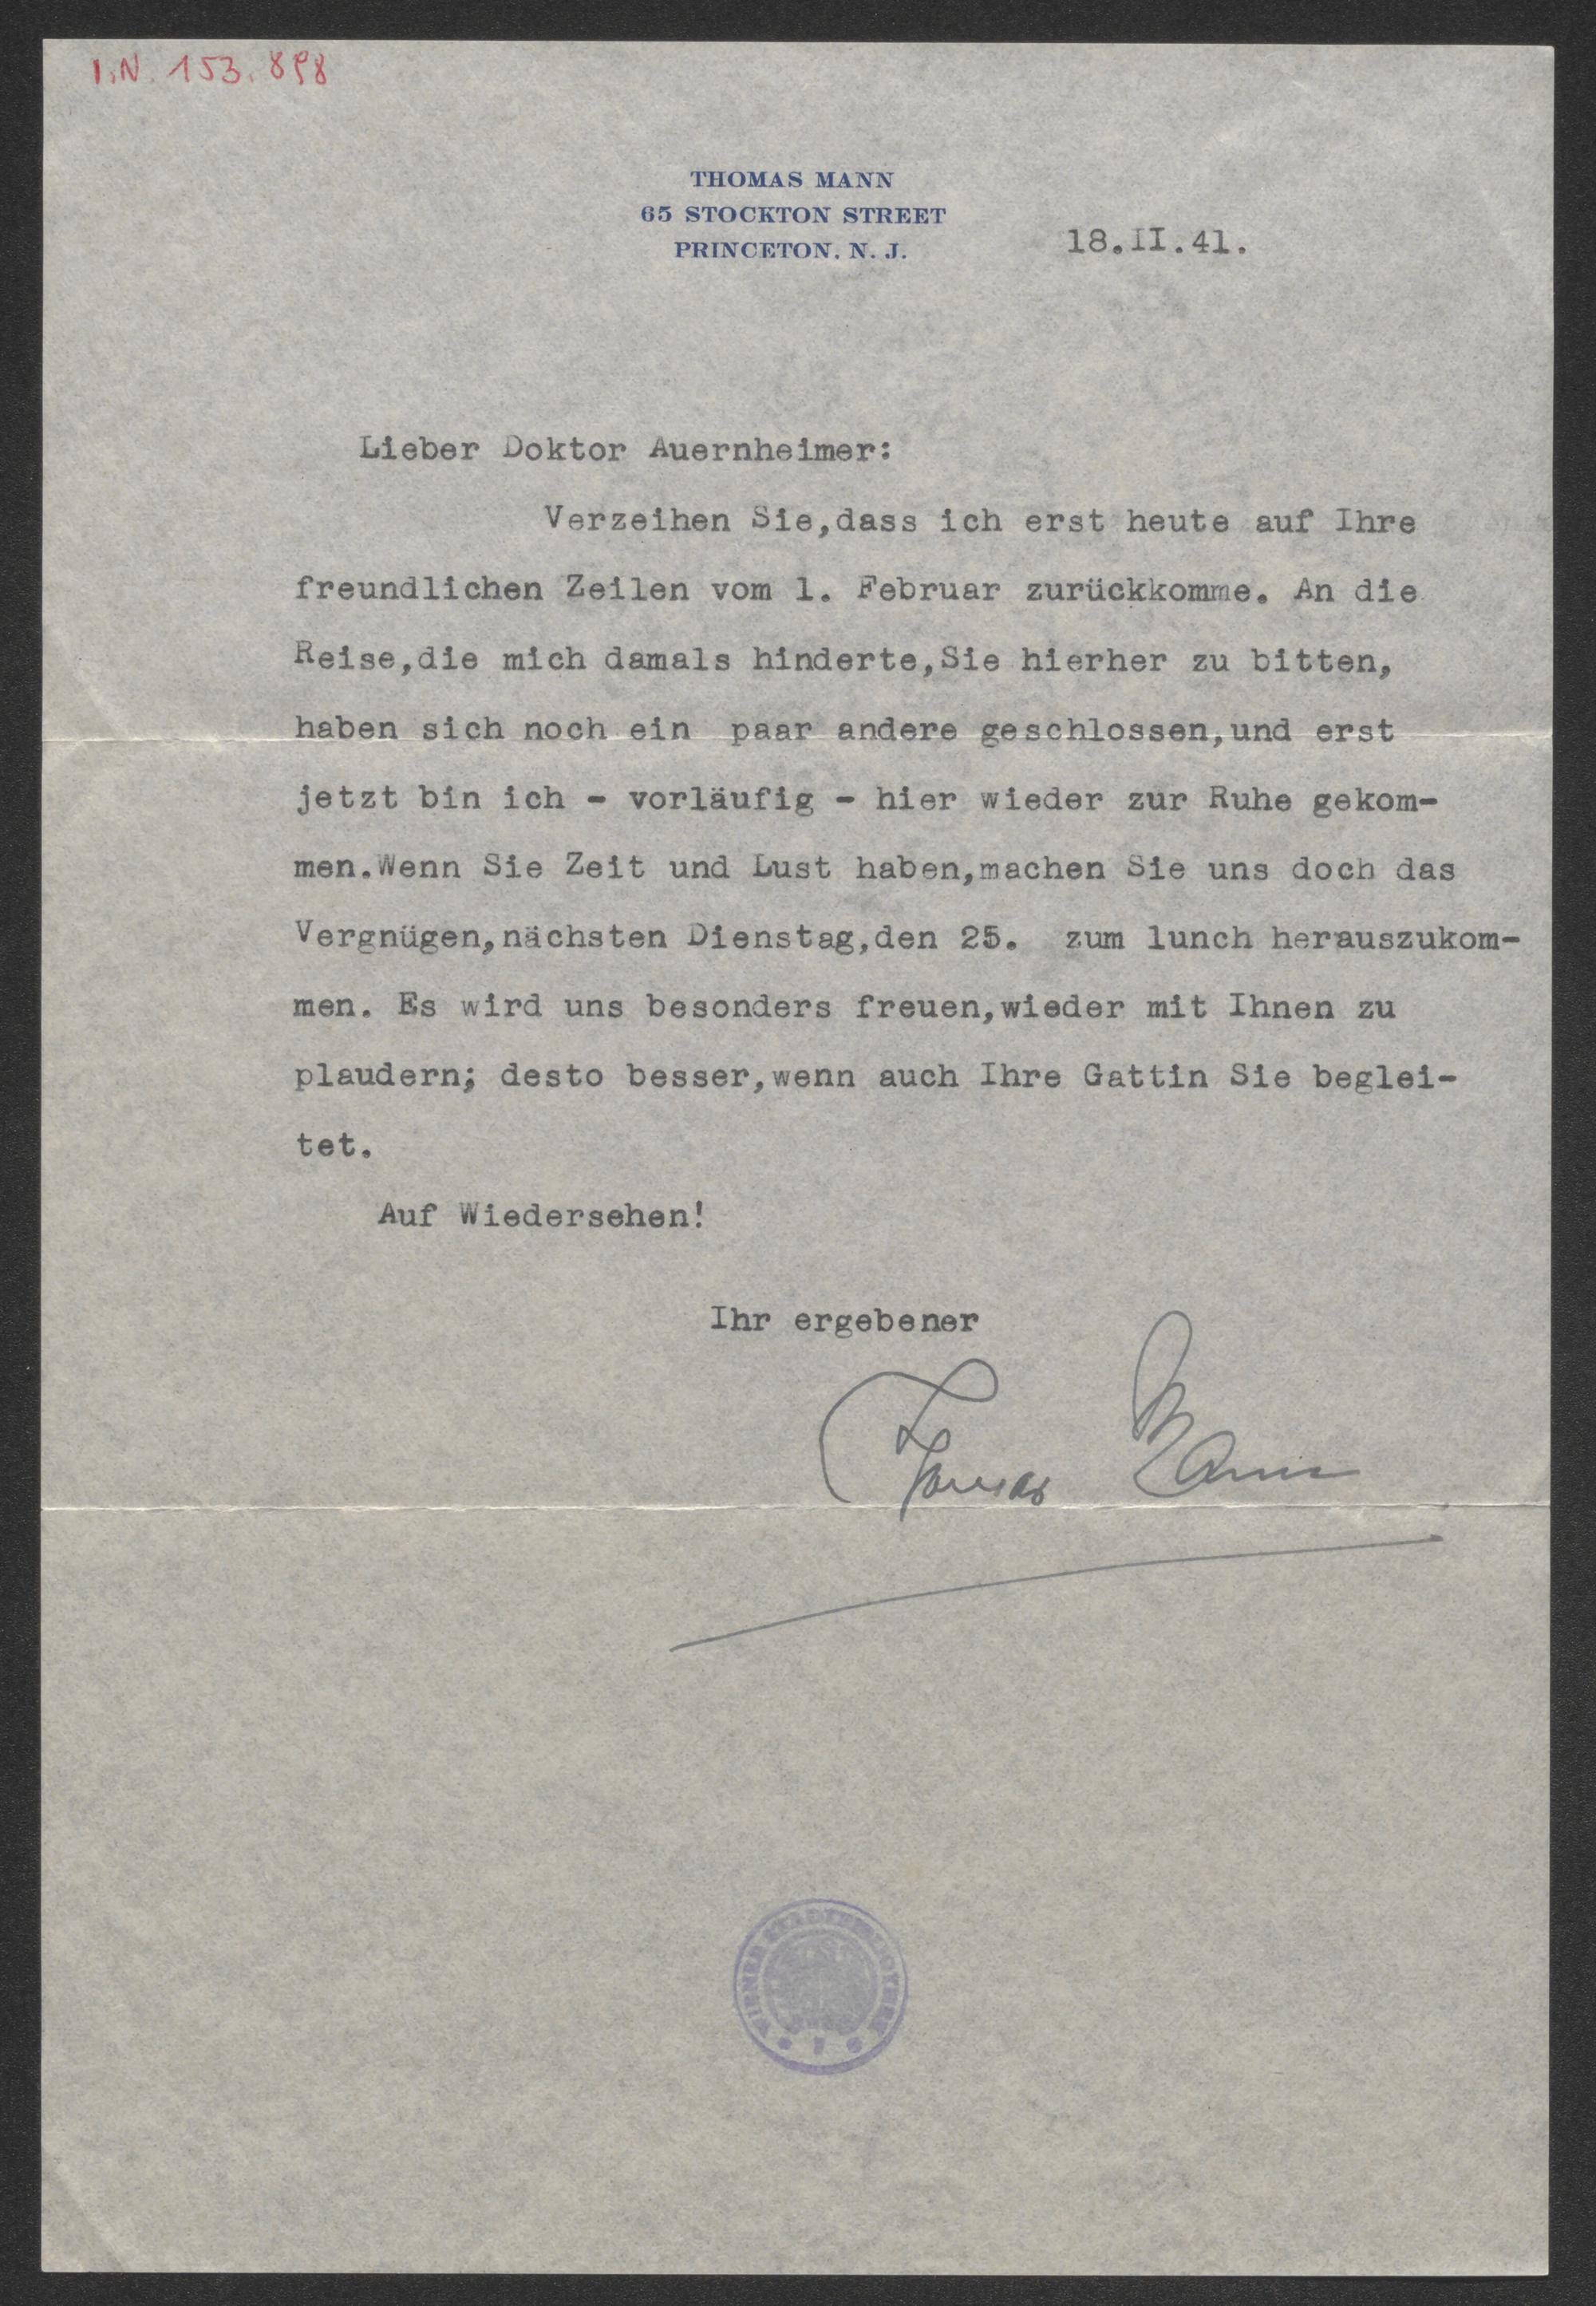 I.N. 153.898
THOMAS MANN
65 STOCKTON STREET
PRINCETON. N. J.
18.II.41.
Lieber Doktor Auernheimer:
Verzeihen Sie,dass ich erst heute auf Ihre
freundlichen Zeilen vom 1. Februar zurückkomme. An die
Reise,die mich damals hinderte,Sie hierher zu bitten,
haben sich noch ein paar andere geschlossen,und erst
jetzt bin ich - vorläufig - hier wieder zur Ruhe gekom-
men.Wenn Sie Zeit und Lust haben,machen Sie uns doch das
Vergnügen,nächsten Dienstag,den 25. zum lunch herauszukom-
men. Es wird uns besonders freuen,wieder mit Ihnen zu
plaudern; desto besser,wenn auch Ihre Gattin Sie beglei-
tet.
Auf Wiedersehen!
Ihr ergebener
Thomas Mann
WIENER STADTBIBLIOTHEK